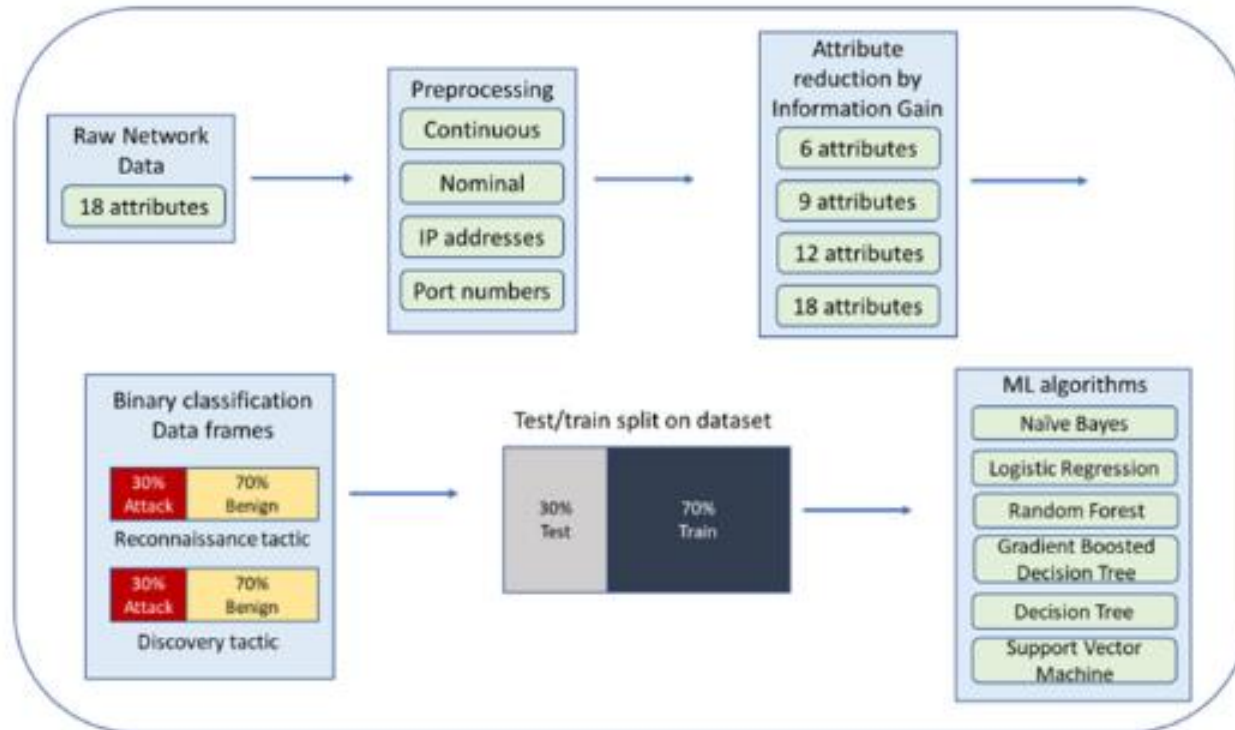 Raw Network
Data
18 attributes
Preprocessing
Continuous
Nominal
IP addresses
Port numbers
Attribute
reduction by
Information Gain
6 attributes
9 attributes
12 attributes
18 attributes
Binary classification
Data frames
30%
Attack
70%
Benign
Reconnaissance tactic
30%
Attack
70%
Benign
Discovery tactic
Test/train split on dataset
30%
Test
70%
Train
ML algorithms
Naïve Bayes
Logistic Regression
Random Forest
Gradient Boosted
Decision Tree
Decision Tree
Support Vector
Machine